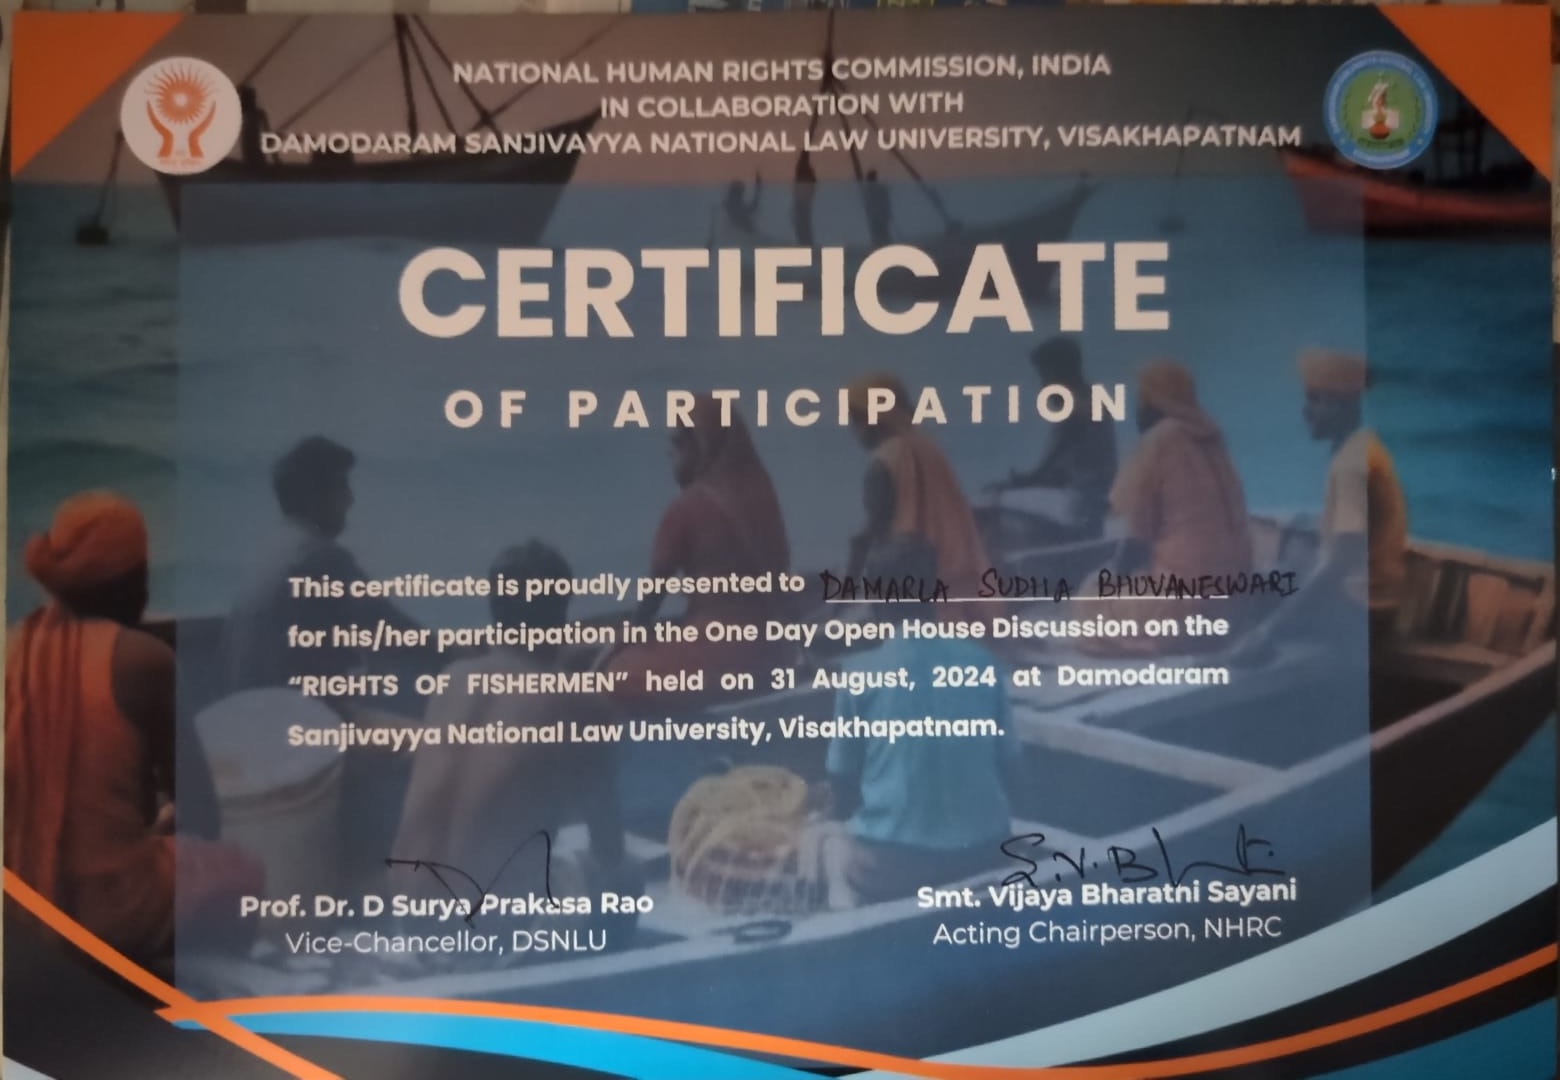 NATIONAL HUMAN RIGHTS COMMISSION, INDIA
IN COLLABORATION WITH
DAMODARAM SANJIVAYYA NATIONAL LAW UNIVERSITY, VISAKHAPATNAM
CERTIFICATE
OF PARTICIPATION
This certificate is proudly presented to DAMARLA SUDHA BHUVANESWARI
for his/her participation in the One Day Open House Discussion on the
“RIGHTS OF FISHERMEN” held on 31 August, 2024 at Damodaram
Sanjivayya National Law University, Visakhapatnam.
Prof. Dr. D Surya Prakasa Rao
Vice-Chancellor, DSNLU
Smt. Vijaya Bharathi Sayani
Acting Chairperson, NHRC